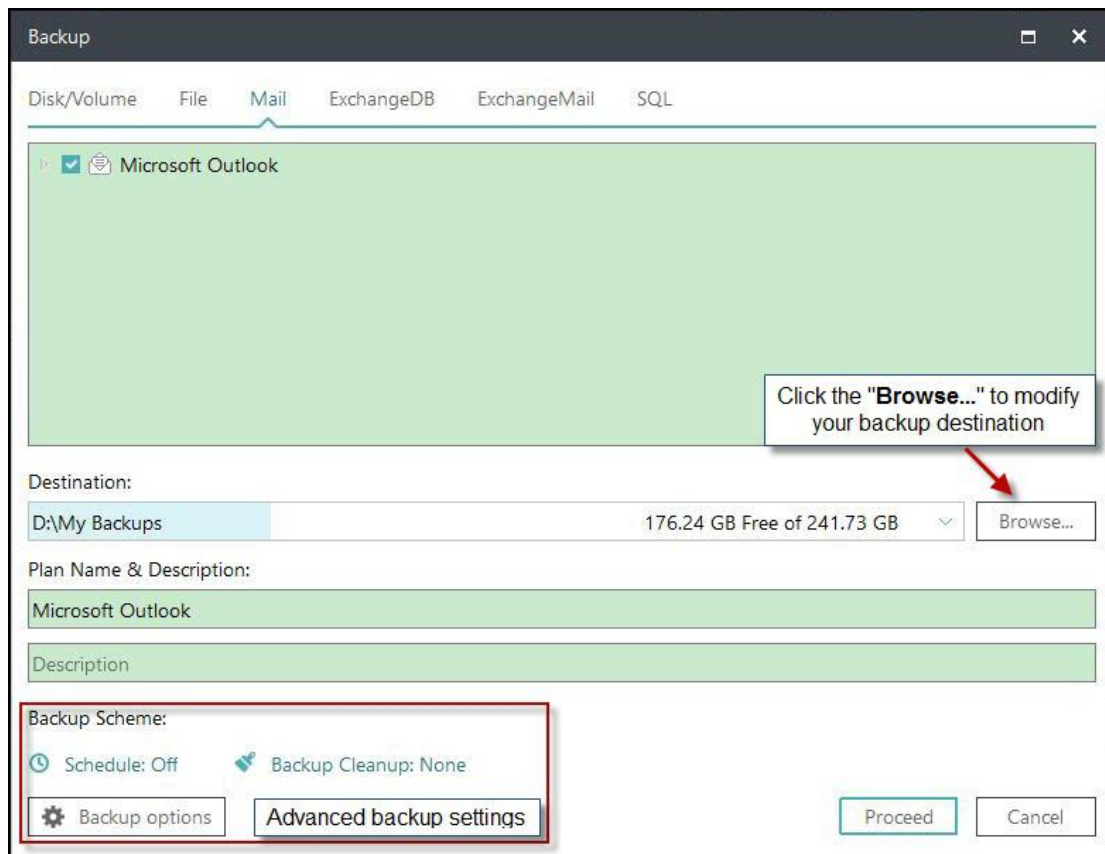 Backup
Disk/Volume File Mail ExchangeDB ExchangeMail SQL
Microsoft Outlook
Click the "Browse..." to modify
your backup destination
Destination:
D:\My Backups 176.24 GB Free of 241.73 GB Browse...
Plan Name & Description:
Microsoft Outlook
Description
Backup Scheme:
Schedule: Off Backup Cleanup: None
Backup options Advanced backup settings Proceed Cancel